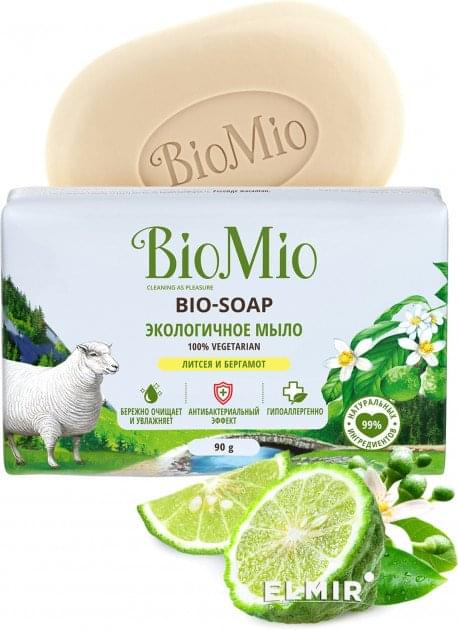 BioMio
BioMio
CLEANING AS PLEASURE
BIO-SOAP
ЭКОЛОГИЧНОЕ МЫЛО
100% VEGETARIAN
ЛИТСЕЯ И БЕРГАМОТ
БЕРЕЖНО ОЧИЩАЕТ
И УВЛАЖНЯЕТ
АНТИБАКТЕРИАЛЬНЫЙ
ЭФФЕКТ
ГИПОАЛЛЕРГЕННО
90 g
НАТУРАЛЬНЫХ
99%
ИНГРЕДИЕНТОВ
ELMIR